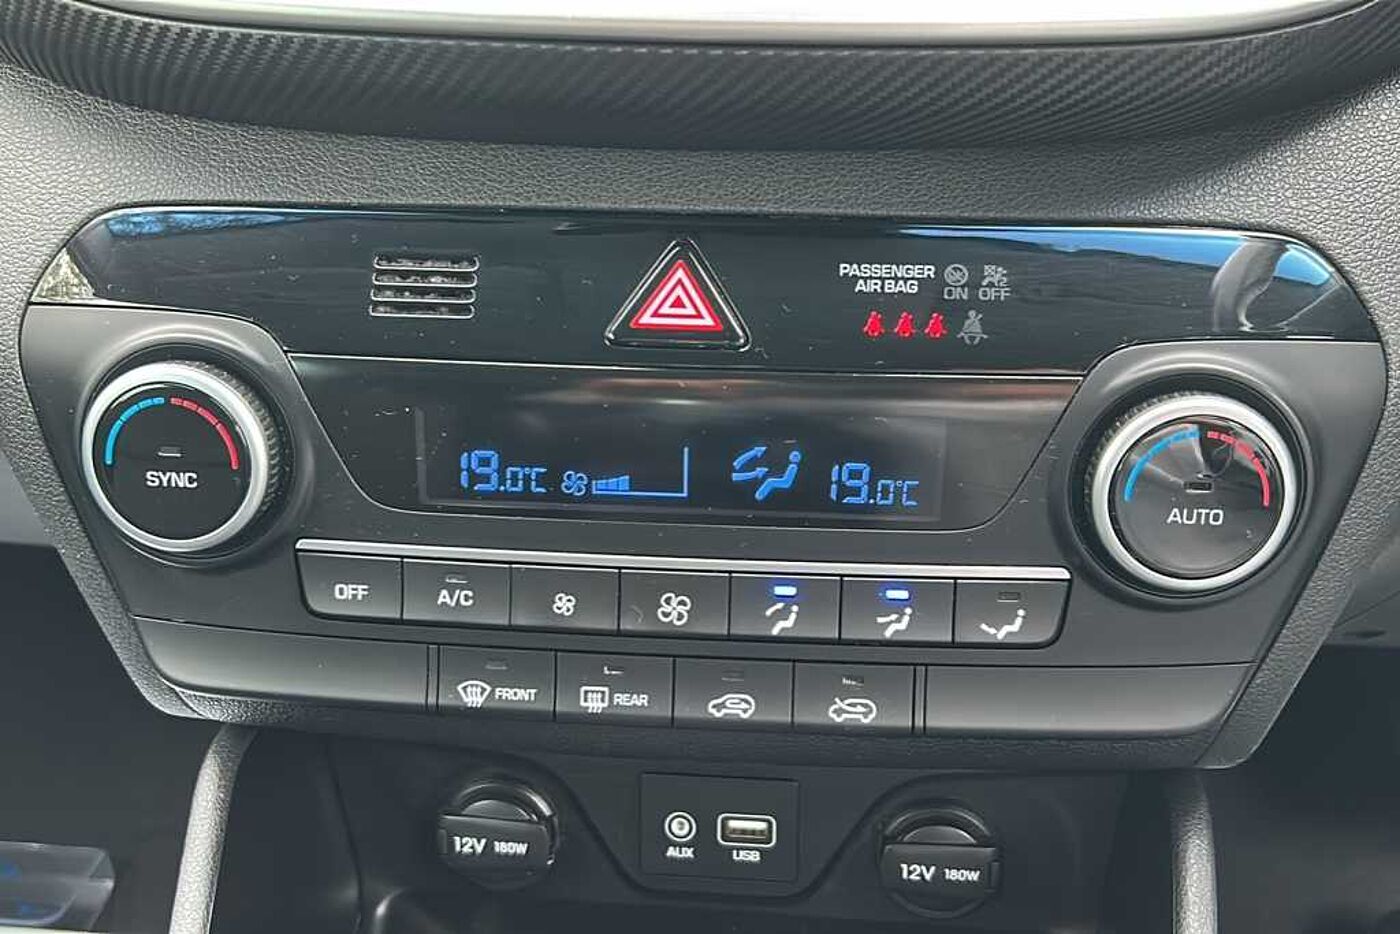 PASSENGER
AIR BAG
ON OFF
SYNC
19.0°C
19.0°C
AUTO
OFF
A/C
FRONT
REAR
12V 180W
AUX
USB
12V 180W